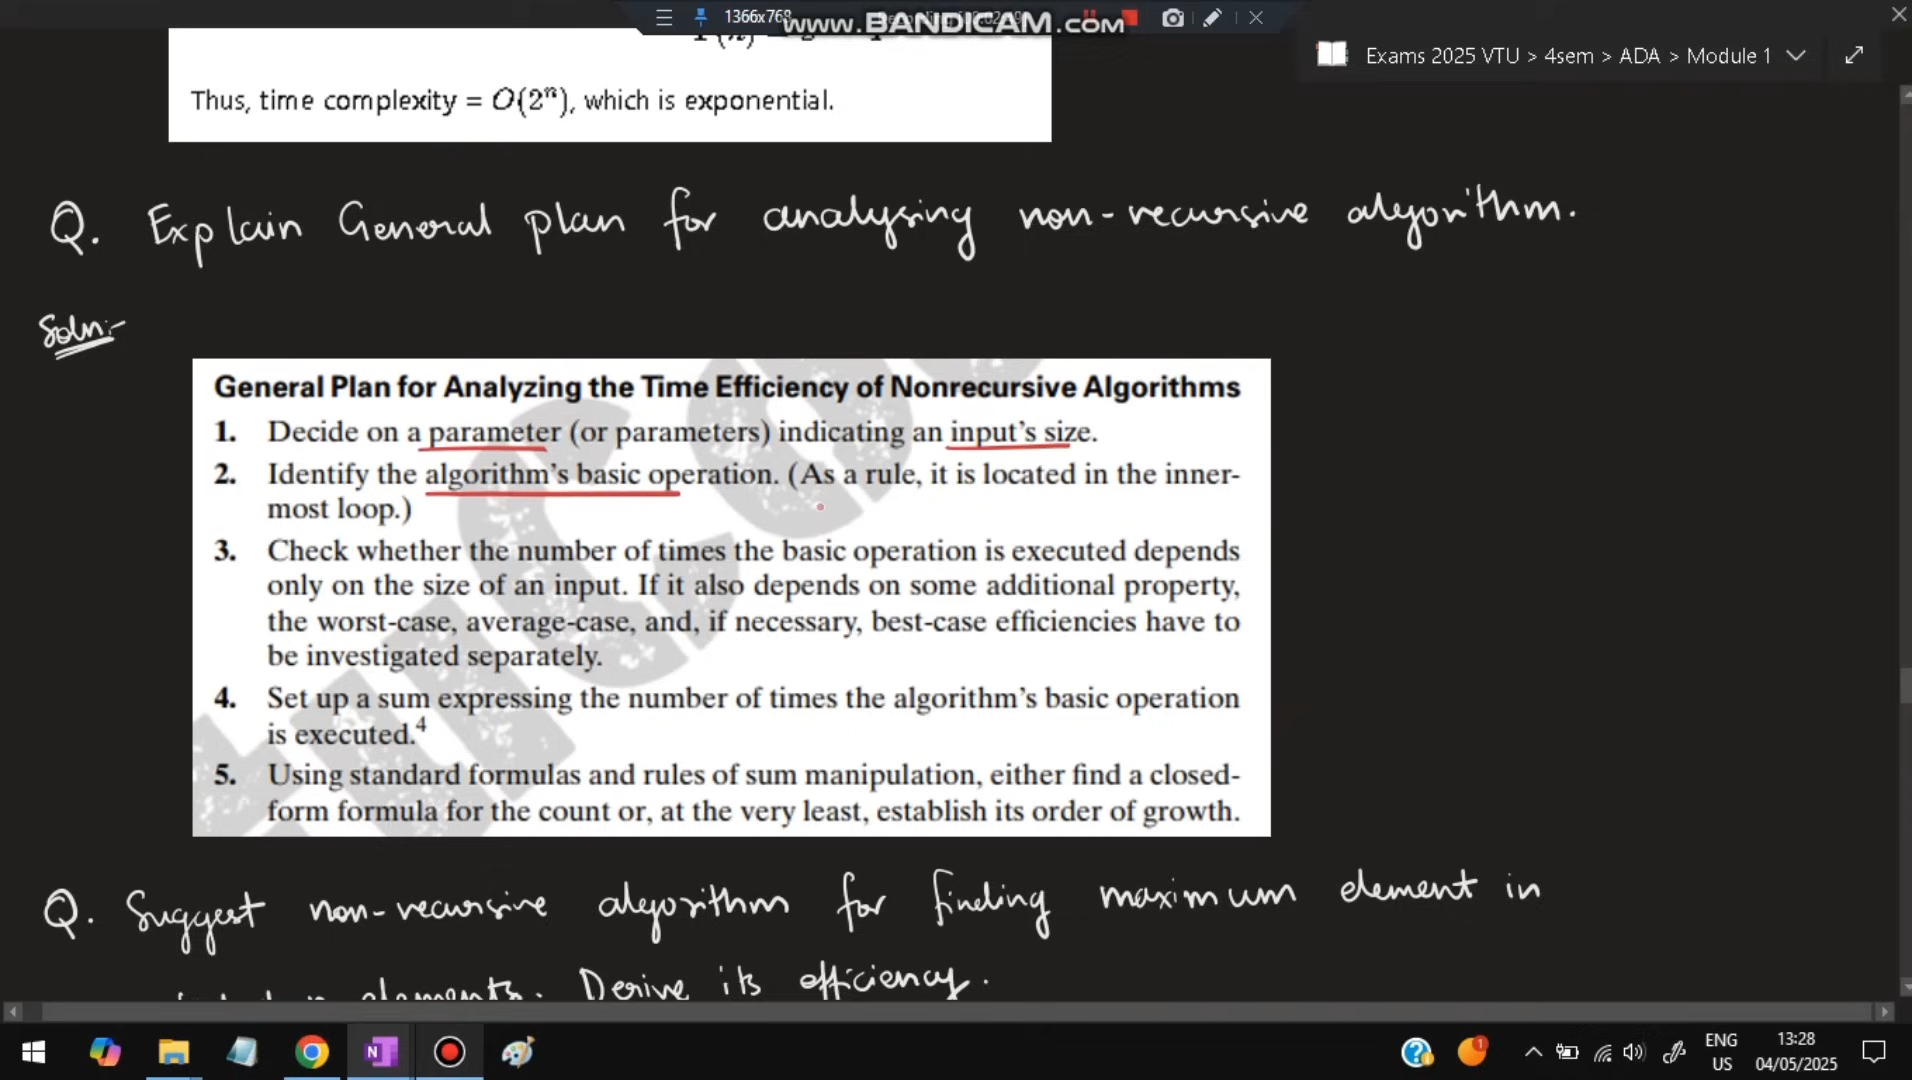 1366x768
www.BANDICAM.com
Exams 2025 VTU > 4sem > ADA > Module 1
Thus, time complexity = O(2ⁿ), which is exponential.
Q. Explain General plan for analysing non-recursive algorithm.
Soln:-
General Plan for Analyzing the Time Efficiency of Nonrecursive Algorithms
1. Decide on a parameter (or parameters) indicating an input's size.
2. Identify the algorithm's basic operation. (As a rule, it is located in the inner-
most loop.)
3. Check whether the number of times the basic operation is executed depends
only on the size of an input. If it also depends on some additional property,
the worst-case, average-case, and, if necessary, best-case efficiencies have to
be investigated separately.
4. Set up a sum expressing the number of times the algorithm's basic operation
is executed.⁴
5. Using standard formulas and rules of sum manipulation, either find a closed-
form formula for the count or, at the very least, establish its order of growth.
Q. Suggest non-recursive algorithm for finding maximum element in
elements. Derive its efficiency.
N
1
ENG
US
13:28
04/05/2025